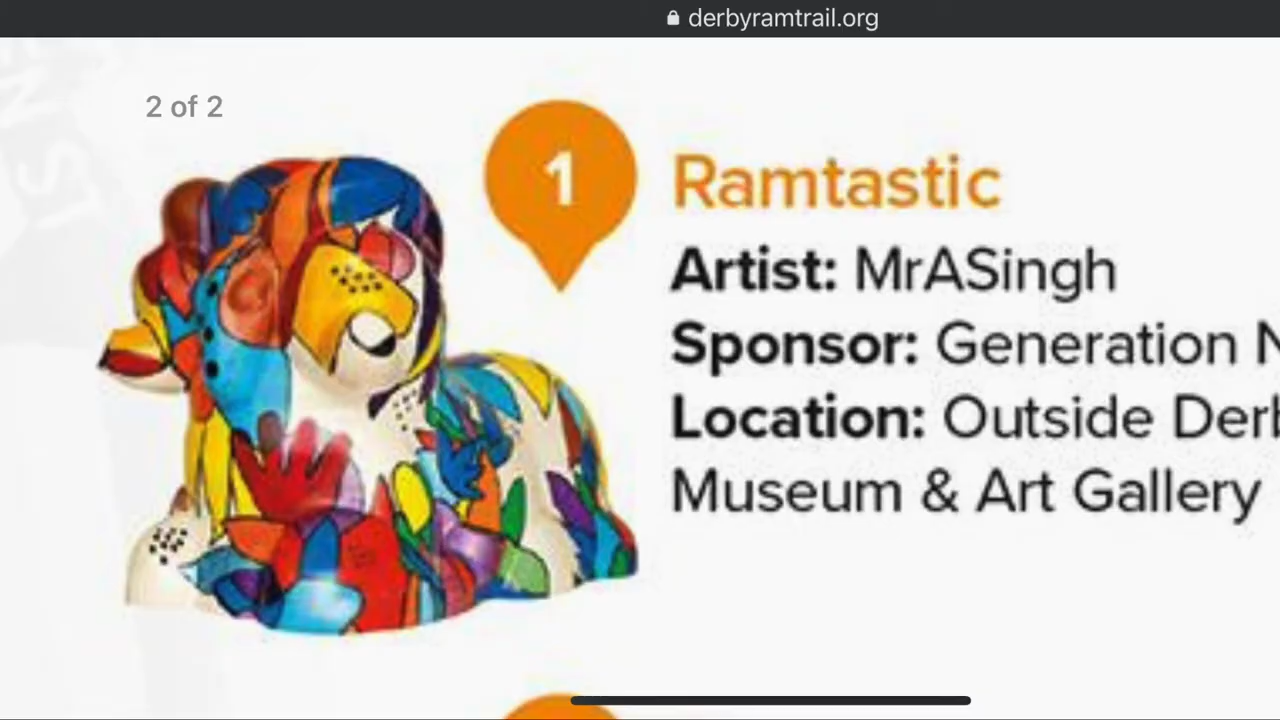 derbyramtrail.org
2 of 2
1
Ramtastic
Artist: MrASingh
Sponsor: Generation
Location: Outside
Museum & Art Gallery